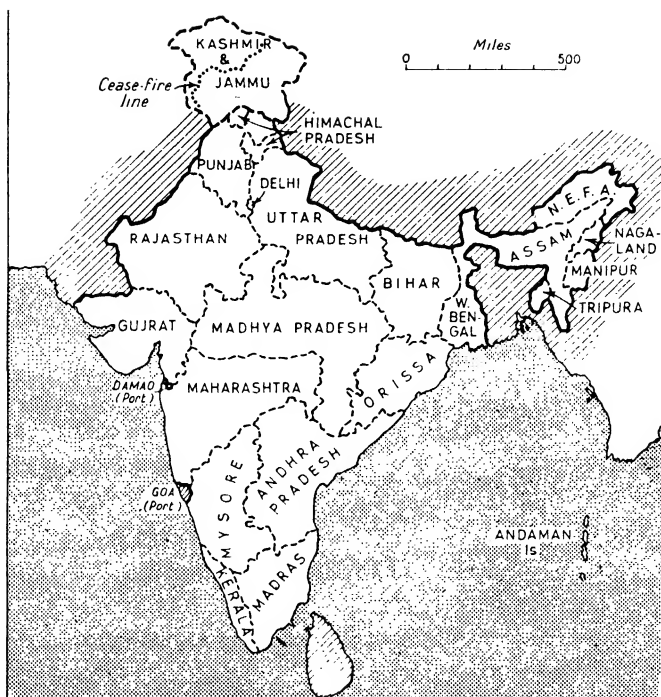 KASHMIR
&
JAMMU
Miles
0 500
Cease-fire
line
HIMACHAL
PRADESH
PUNJAB
DELHI
N.E.F.A.
UTTAR
PRADESH
RAJASTHAN
ASSAM
NAGA-
LAND
BIHAR
MANIPUR
W.
BEN-
GAL
TRIPURA
GUJRAT
MADHYA PRADESH
DAMAO
(Port.)
MAHARASHTRA
ORISSA
ANDHRA
PRADESH
GOA
(Port.)
MYSORE
ANDAMAN
Is
KERALA
MADRAS